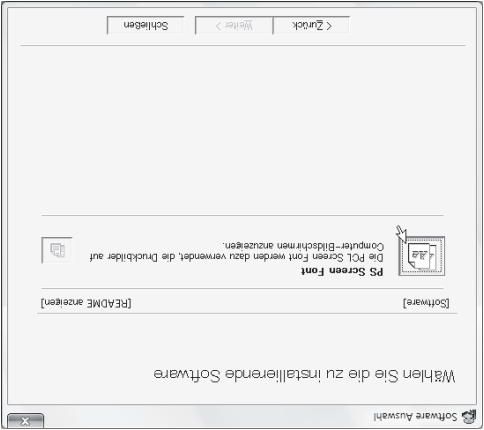 Software Auswahl
Wählen Sie die zu installierende Software
[Software] [README anzeigen]
PS Screen Font
Die PCL Screen Font werden dazu verwendet, die Druckbilder auf
Computer-Bildschirmen anzuzeigen.
< Zurück Weiter > Schließen